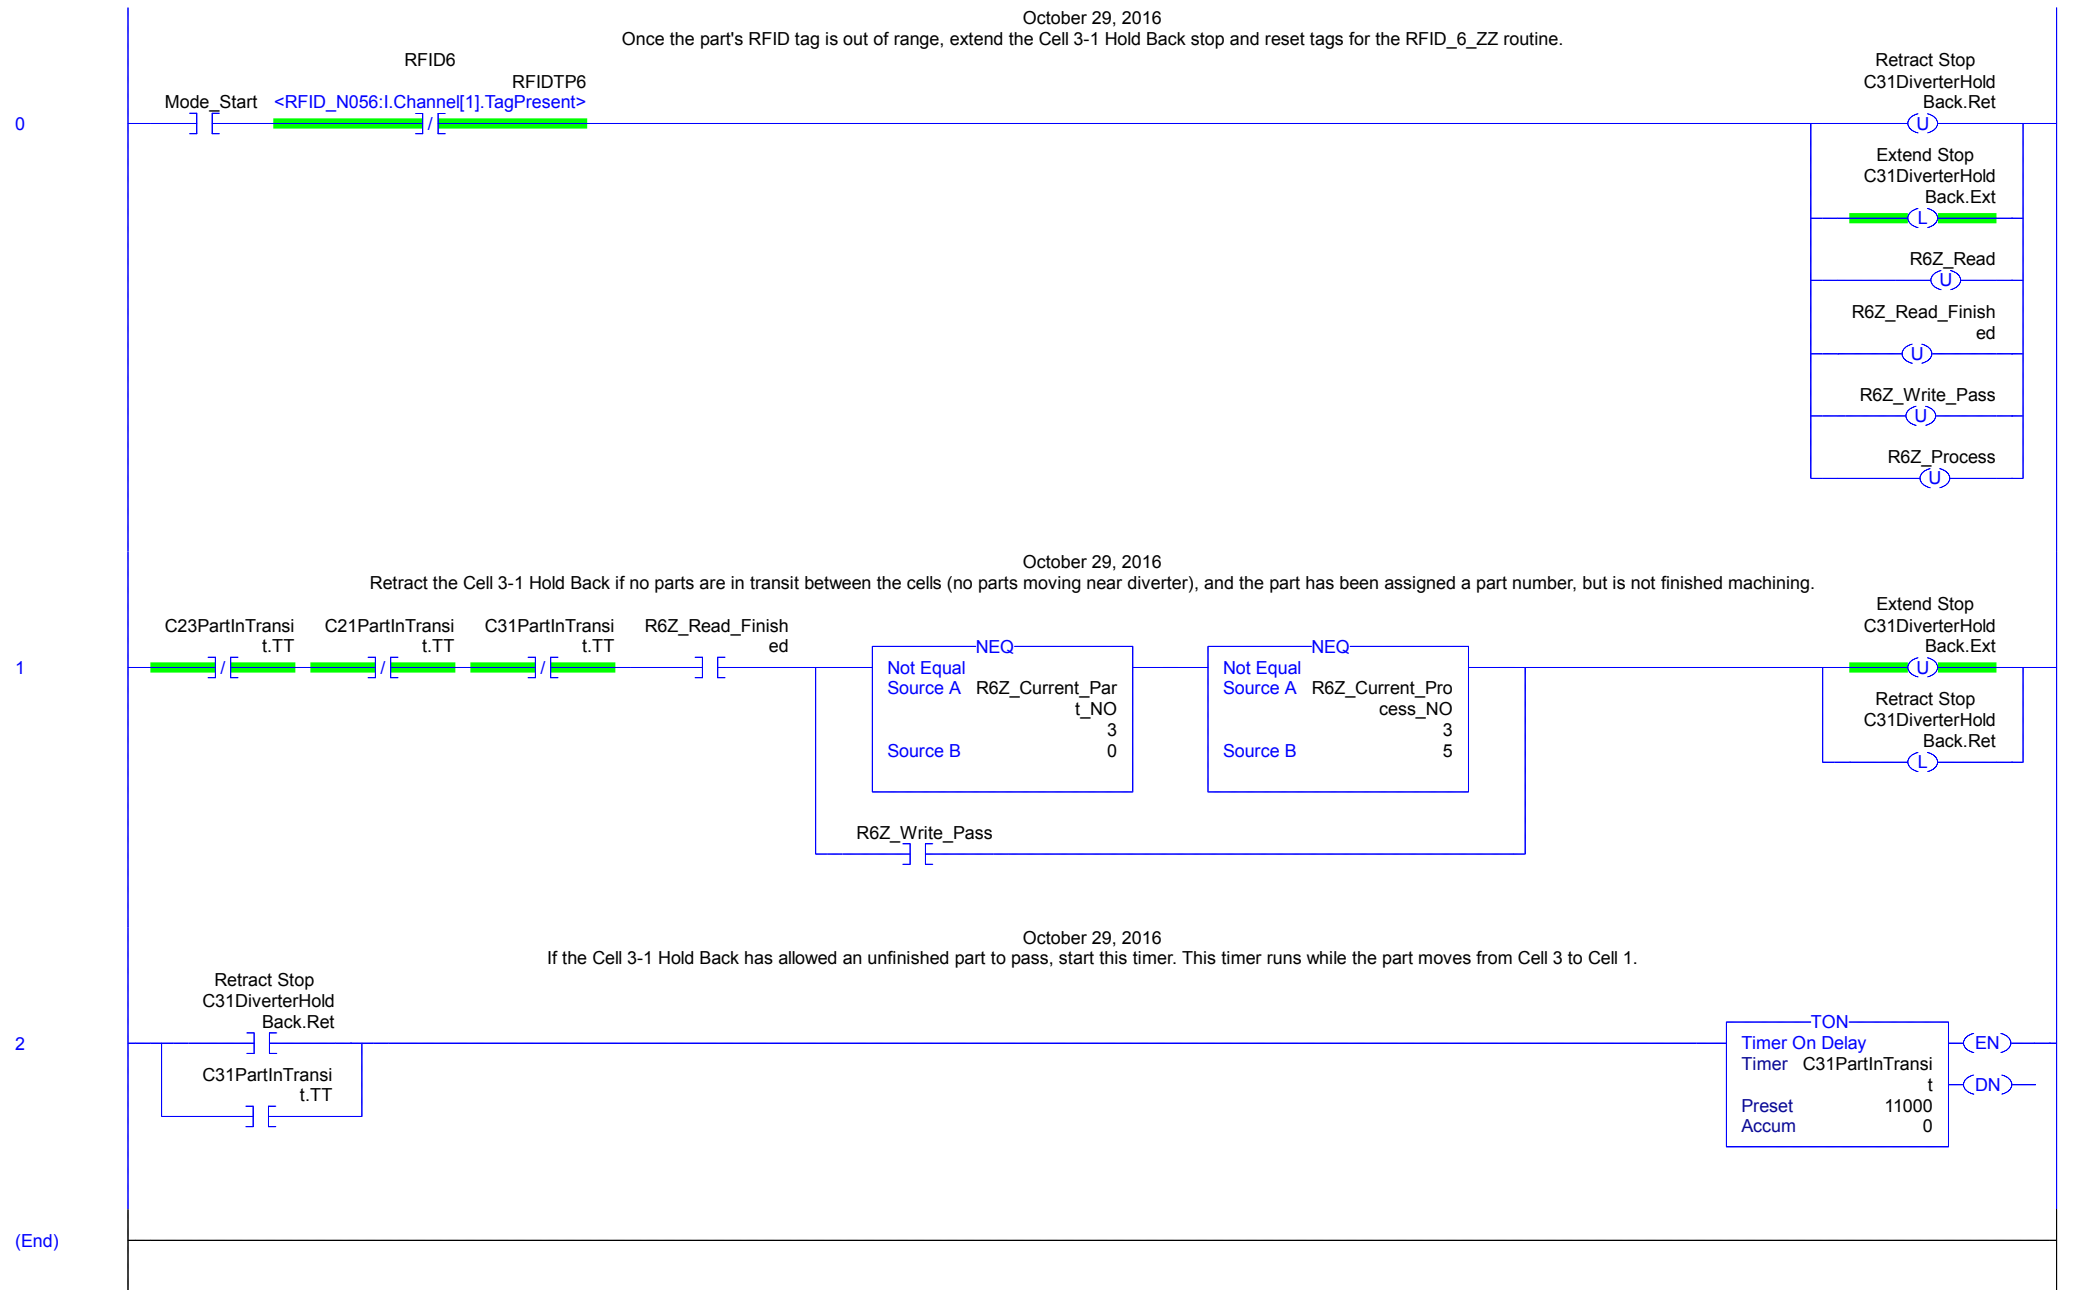 October 29, 2016
Once the part's RFID tag is out of range, extend the Cell 3-1 Hold Back stop and reset tags for the RFID_6_ZZ routine.
RFID6
RFIDTP6
Mode_Start <RFID_N056:I.Channel[1].TagPresent>
Retract Stop
C31DiverterHold
Back.Ret
0
/
U
Extend Stop
C31DiverterHold
Back.Ext
L
R6Z_Read
U
R6Z_Read_Finish
ed
U
R6Z_Write_Pass
U
R6Z_Process
U
October 29, 2016
Retract the Cell 3-1 Hold Back if no parts are in transit between the cells (no parts moving near diverter), and the part has been assigned a part number, but is not finished machining.
C23PartInTransi
t.TT
C21PartInTransi
t.TT
C31PartInTransi
t.TT
R6Z_Read_Finish
ed
Extend Stop
C31DiverterHold
Back.Ext
1
/
/
/
NEQ
Not Equal
Source A R6Z_Current_Par
t_NO
3
Source B 0
NEQ
Not Equal
Source A R6Z_Current_Pro
cess_NO
3
Source B 5
U
Retract Stop
C31DiverterHold
Back.Ret
L
R6Z_Write_Pass
October 29, 2016
If the Cell 3-1 Hold Back has allowed an unfinished part to pass, start this timer. This timer runs while the part moves from Cell 3 to Cell 1.
Retract Stop
C31DiverterHold
Back.Ret
2
C31PartInTransi
t.TT
TON
Timer On Delay
Timer C31PartInTransi
t
Preset 11000
Accum 0
EN
DN
(End)